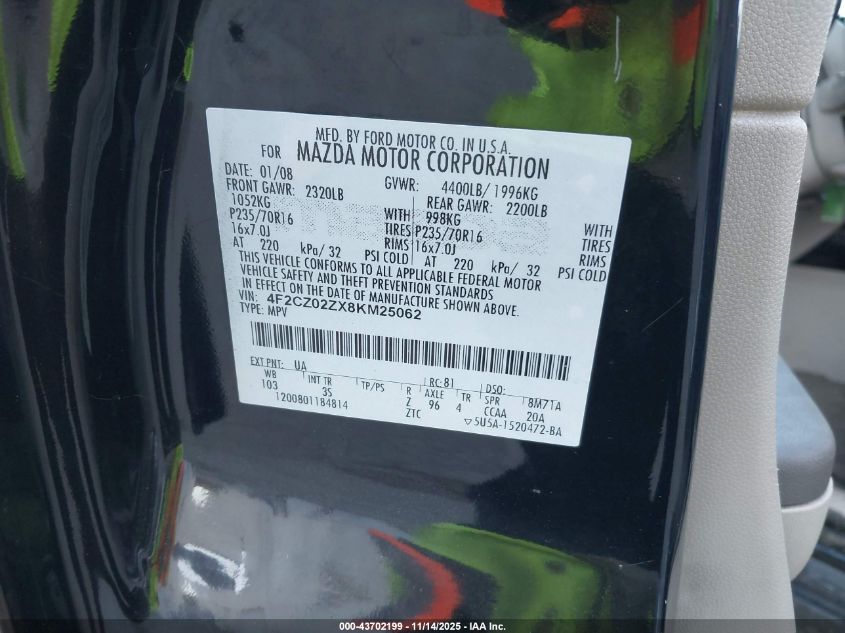 MFD. BY FORD MOTOR CO. IN U.S.A.
FOR MAZDA MOTOR CORPORATION
DATE: 01/08 GVWR: 4400LB/ 1996KG
FRONT GAWR: 2320LB REAR GAWR: 2200LB
1052KG WITH 998KG WITH
P235/70R16 TIRES P235/70R16 TIRES
16x7.0J RIMS 16x7.0J RIMS
AT 220 kPa/ 32 PSI COLD AT 220 kPa/ 32 PSI COLD
THIS VEHICLE CONFORMS TO ALL APPLICABLE FEDERAL MOTOR
VEHICLE SAFETY AND THEFT PREVENTION STANDARDS
IN EFFECT ON THE DATE OF MANUFACTURE SHOWN ABOVE.
VIN: 4F2CZ02ZX8KM25062
TYPE: MPV
EXT PNT: UA RC: 81 DSO:
WB INT TR TP/PS R AXLE TR SPR 8M71A
103 3S Z 96 4 CCAA 20A
1200801184814 ZTC ▽5U5A-1520472-BA
000-43702199 - 11/14/2025 - IAA Inc.